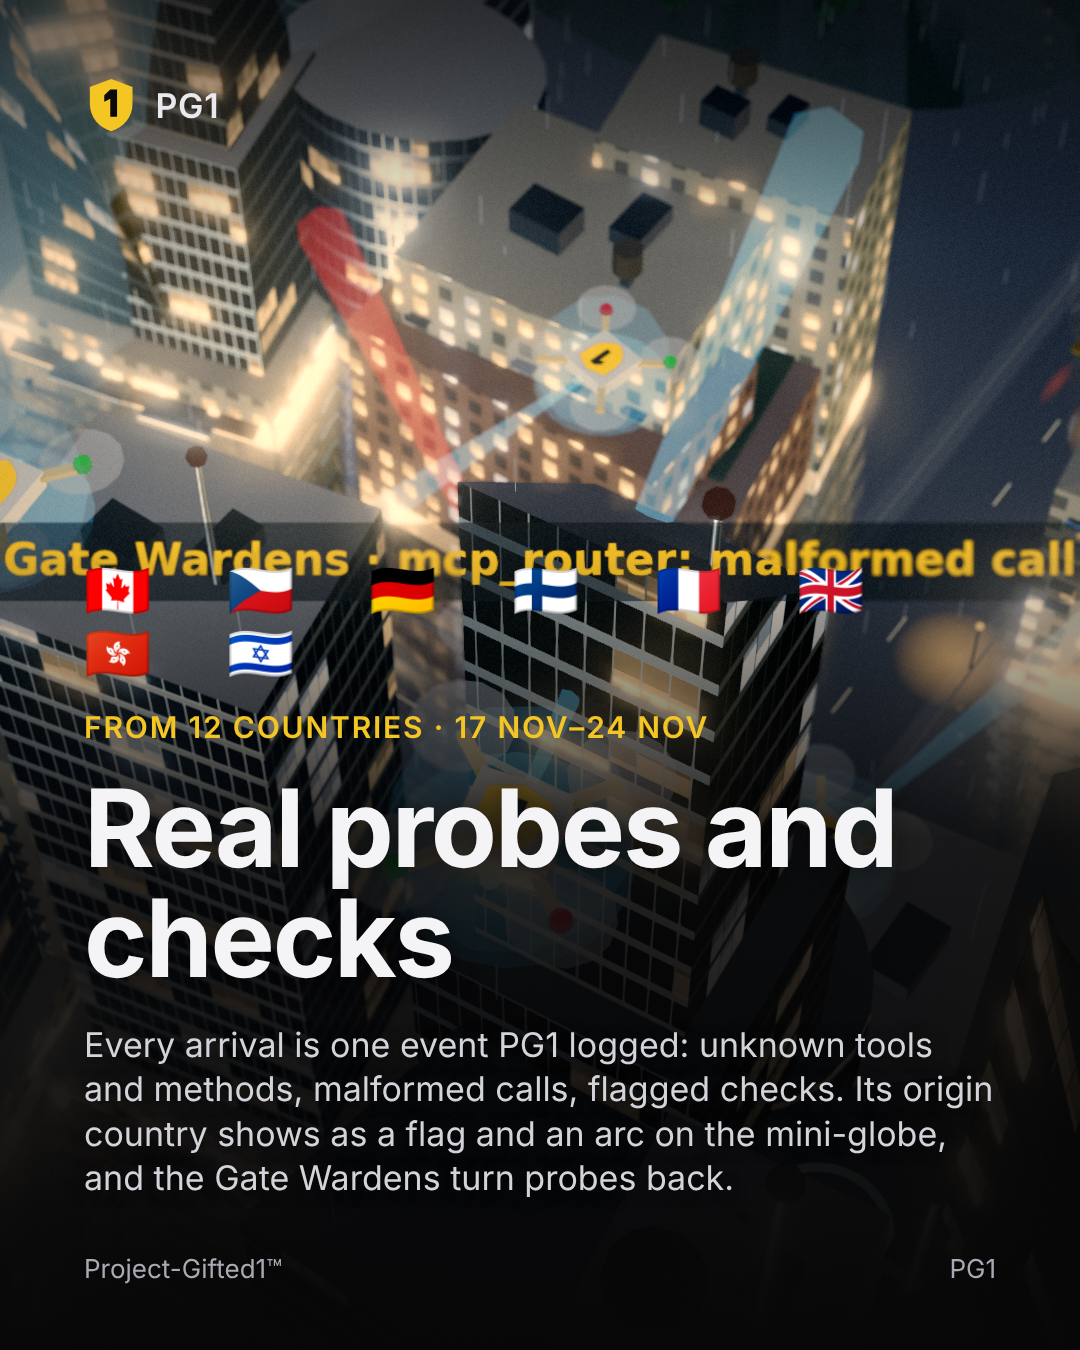 1 PG1
Gate Wardens · mcp_router: malformed call
FROM 12 COUNTRIES · 17 NOV–24 NOV
Real probes and
checks
Every arrival is one event PG1 logged: unknown tools
and methods, malformed calls, flagged checks. Its origin
country shows as a flag and an arc on the mini-globe,
and the Gate Wardens turn probes back.
Project-Gifted1™ PG1